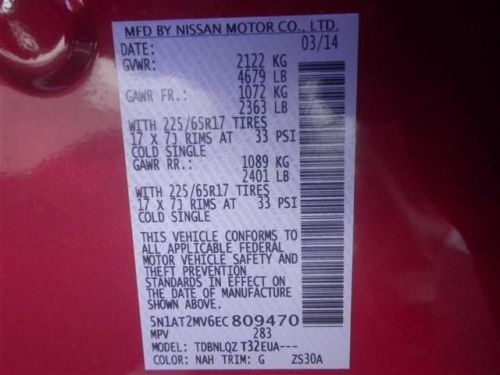 MFD BY NISSAN MOTOR CO., LTD.
DATE: 03/14
GVWR: 2122 KG
4679 LB
GAWR FR.: 1072 KG
2363 LB
WITH 225/65R17 TIRES
17 X 7J RIMS AT 33 PSI
COLD SINGLE
GAWR RR.: 1089 KG
2401 LB
WITH 225/65R17 TIRES
17 X 7J RIMS AT 33 PSI
COLD SINGLE
THIS VEHICLE CONFORMS TO
ALL APPLICABLE FEDERAL
MOTOR VEHICLE SAFETY AND
THEFT PREVENTION
STANDARDS IN EFFECT ON
THE DATE OF MANUFACTURE
SHOWN ABOVE.
5N1AT2MV6EC 809470
MPV 283
MODEL: TDBNLQZ T32EUA---
COLOR: NAH TRIM: G ZS30A